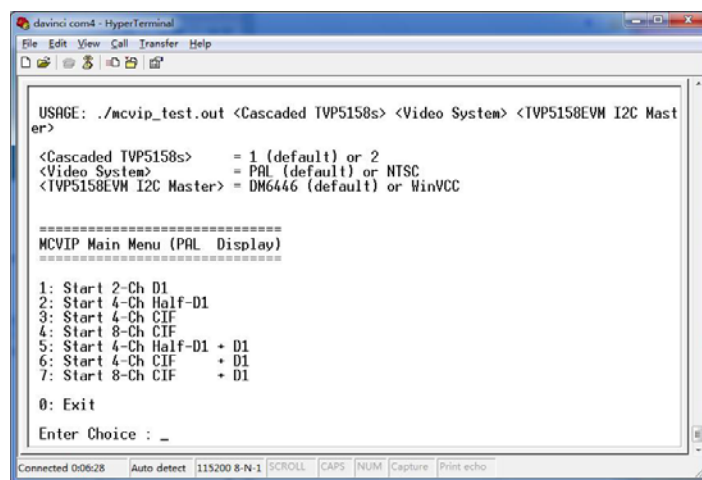 davinci com4 - HyperTerminal
File Edit View Call Transfer Help
USAGE: ./mcvip_test.out <Cascaded TVP5158s> <Video System> <TVP5158EVM I2C Mast
er>
<Cascaded TVP5158s> = 1 (default) or 2
<Video System> = PAL (default) or NTSC
<TVP5158EVM I2C Master> = DM6446 (default) or WinVCC
==============================
MCVIP Main Menu (PAL Display)
==============================
1: Start 2-Ch D1
2: Start 4-Ch Half-D1
3: Start 4-Ch CIF
4: Start 8-Ch CIF
5: Start 4-Ch Half-D1 + D1
6: Start 4-Ch CIF + D1
7: Start 8-Ch CIF + D1
0: Exit
Enter Choice : _
Connected 0:06:28 Auto detect 115200 8-N-1 SCROLL CAPS NUM Capture Print echo